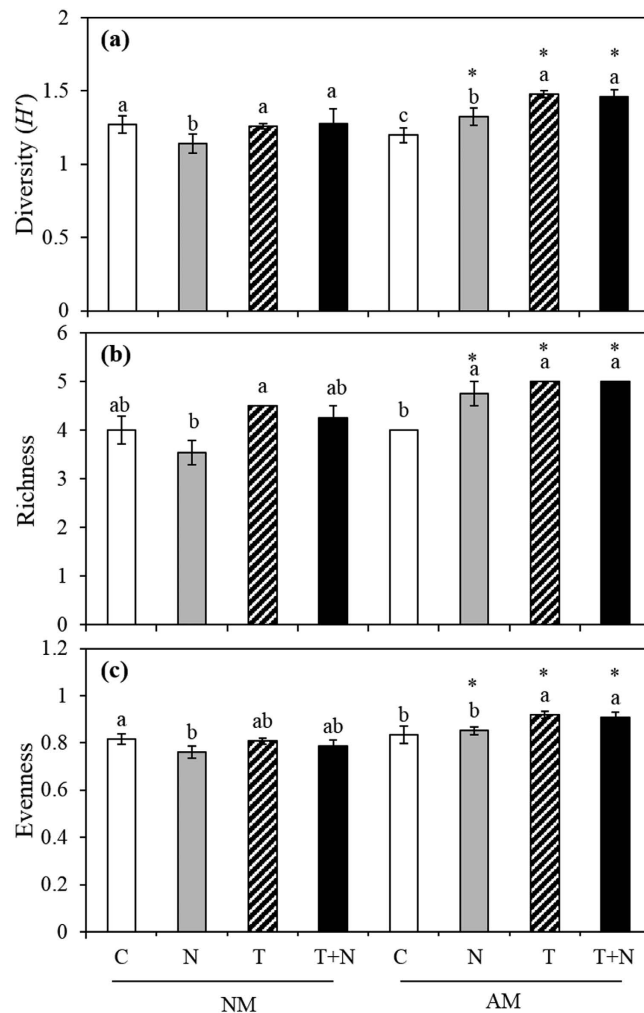 2
(a)
* * *
a b a a c b a a
1.5
1
0.5
0
Diversity (H')
6
(b)
* * *
ab b a ab b a a a
5
4
3
2
1
0
Richness
1.2
(c)
* * *
a b ab ab b b a a
1
0.8
0.6
0.4
0.2
0
Evenness
C N T T+N C N T T+N
NM AM